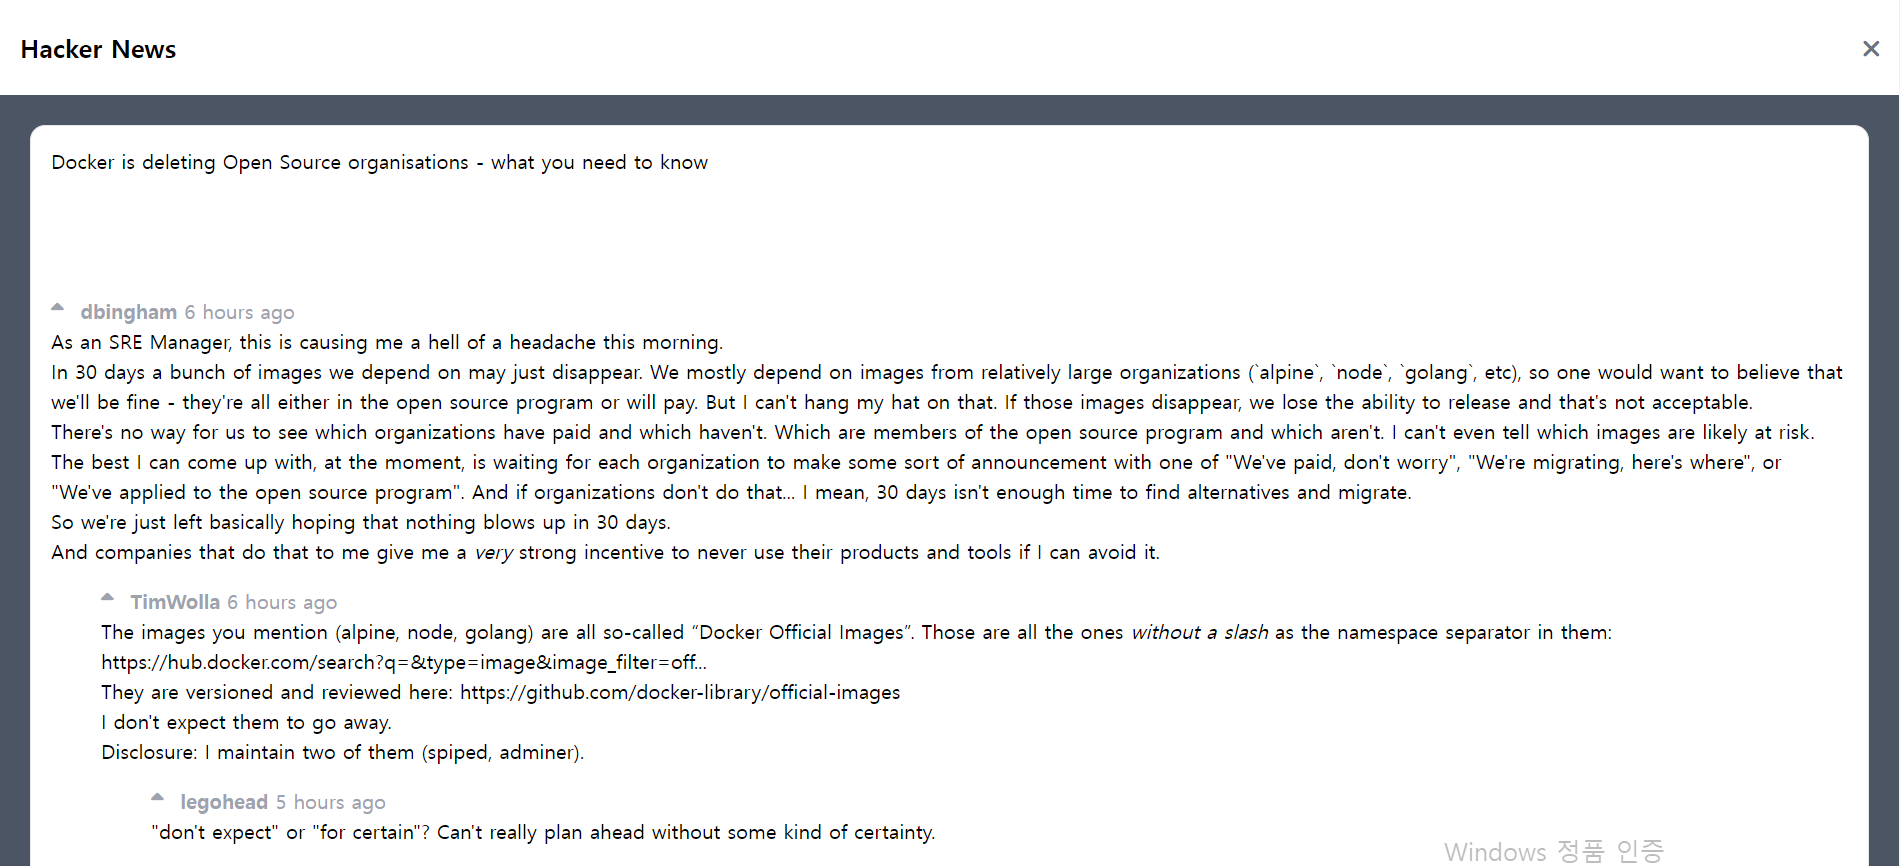 Hacker News
Docker is deleting Open Source organisations - what you need to know
dbingham 6 hours ago
As an SRE Manager, this is causing me a hell of a headache this morning.
In 30 days a bunch of images we depend on may just disappear. We mostly depend on images from relatively large organizations (`alpine`, `node`, `golang`, etc), so one would want to believe that
we'll be fine - they're all either in the open source program or will pay. But I can't hang my hat on that. If those images disappear, we lose the ability to release and that's not acceptable.
There's no way for us to see which organizations have paid and which haven't. Which are members of the open source program and which aren't. I can't even tell which images are likely at risk.
The best I can come up with, at the moment, is waiting for each organization to make some sort of announcement with one of "We've paid, don't worry", "We're migrating, here's where", or
"We've applied to the open source program". And if organizations don't do that... I mean, 30 days isn't enough time to find alternatives and migrate.
So we're just left basically hoping that nothing blows up in 30 days.
And companies that do that to me give me a very strong incentive to never use their products and tools if I can avoid it.
TimWolla 6 hours ago
The images you mention (alpine, node, golang) are all so-called “Docker Official Images”. Those are all the ones without a slash as the namespace separator in them:
https://hub.docker.com/search?q=&type=image&image_filter=off...
They are versioned and reviewed here: https://github.com/docker-library/official-images
I don't expect them to go away.
Disclosure: I maintain two of them (spiped, adminer).
legohead 5 hours ago
"don't expect" or "for certain"? Can't really plan ahead without some kind of certainty.
Windows 정품 인증